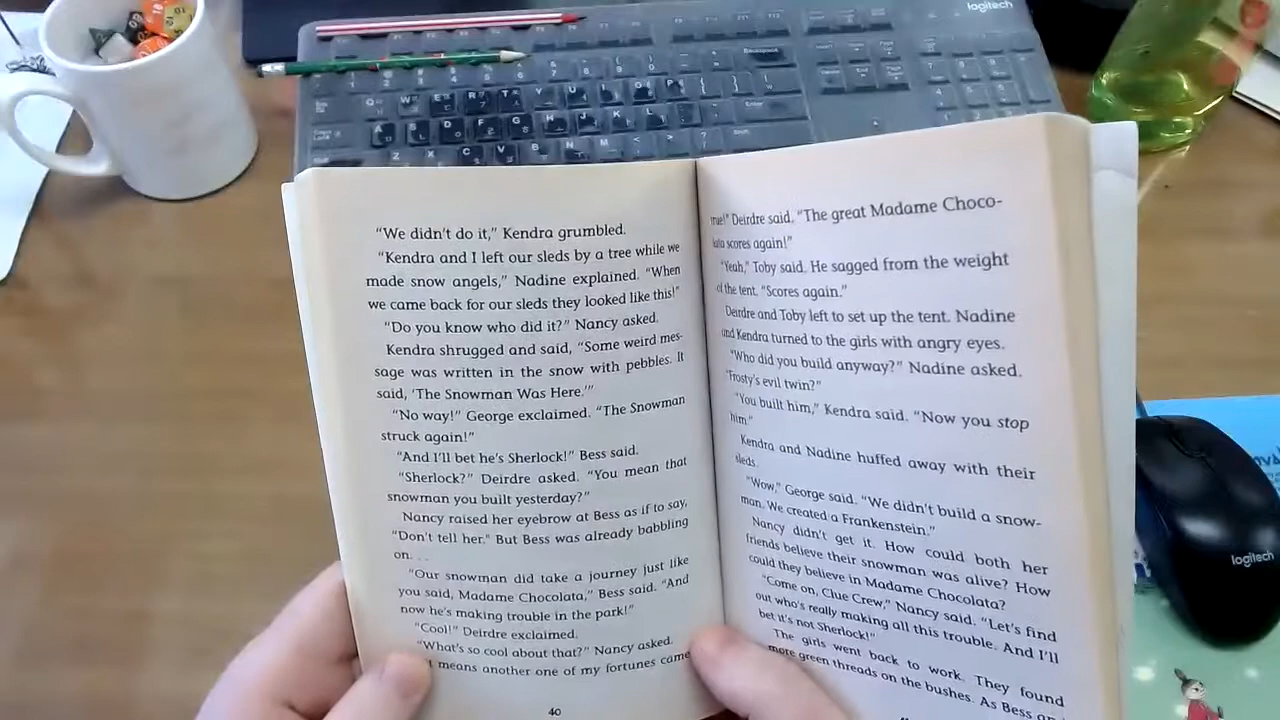 "We didn't do it," Kendra grumbled.
"Kendra and I left our sleds by a tree while we
made snow angels," Nadine explained. "When
we came back for our sleds they looked like this!"
"Do you know who did it?" Nancy asked.
Kendra shrugged and said, "Some weird mes-
sage was written in the snow with pebbles. It
said, 'The Snowman Was Here.'"
"No way!" George exclaimed. "The Snowman
struck again!"
"And I'll bet he's Sherlock!" Bess said.
"Sherlock?" Deirdre asked. "You mean that
snowman you built yesterday?"
Nancy raised her eyebrow at Bess as if to say,
"Don't tell her." But Bess was already babbling
on. . .
"Our snowman did take a journey just like
you said, Madame Chocolata," Bess said. "And
now he's making trouble in the park!"
"Cool!" Deirdre exclaimed.
"What's so cool about that?" Nancy asked.
means another one of my fortunes came
40
true!" Deirdre said. "The great Madame Choco-
lata scores again!"
"Yeah," Toby said. He sagged from the weight
of the tent. "Scores again."
Deirdre and Toby left to set up the tent. Nadine
and Kendra turned to the girls with angry eyes.
"Who did you build anyway?" Nadine asked.
"Frosty's evil twin?"
"You built him," Kendra said. "Now you stop
him."
Kendra and Nadine huffed away with their
sleds.
"Wow," George said. "We didn't build a snow-
man. We created a Frankenstein."
Nancy didn't get it. How could both her
friends believe their snowman was alive? How
could they believe in Madame Chocolata?
"Come on, Clue Crew," Nancy said. "Let's find
out who's really making all this trouble. And I'll
bet it's not Sherlock!"
The girls went back to work. They found
more green threads on the bushes. As Bess
logitech
logitech